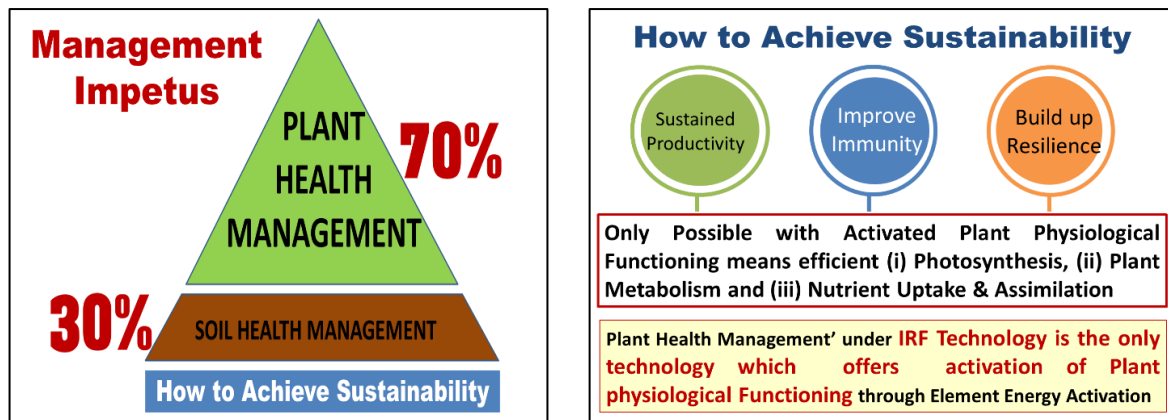 Management
Impetus
PLANT
HEALTH
MANAGEMENT
70%
30%
SOIL HEALTH MANAGEMENT
How to Achieve Sustainability
How to Achieve Sustainability
Sustained
Productivity
Improve
Immunity
Build up
Resilience
Only Possible with Activated Plant Physiological
Functioning means efficient (i) Photosynthesis, (ii) Plant
Metabolism and (iii) Nutrient Uptake & Assimilation
Plant Health Management’ under IRF Technology is the only
technology which offers activation of Plant
physiological Functioning through Element Energy Activation